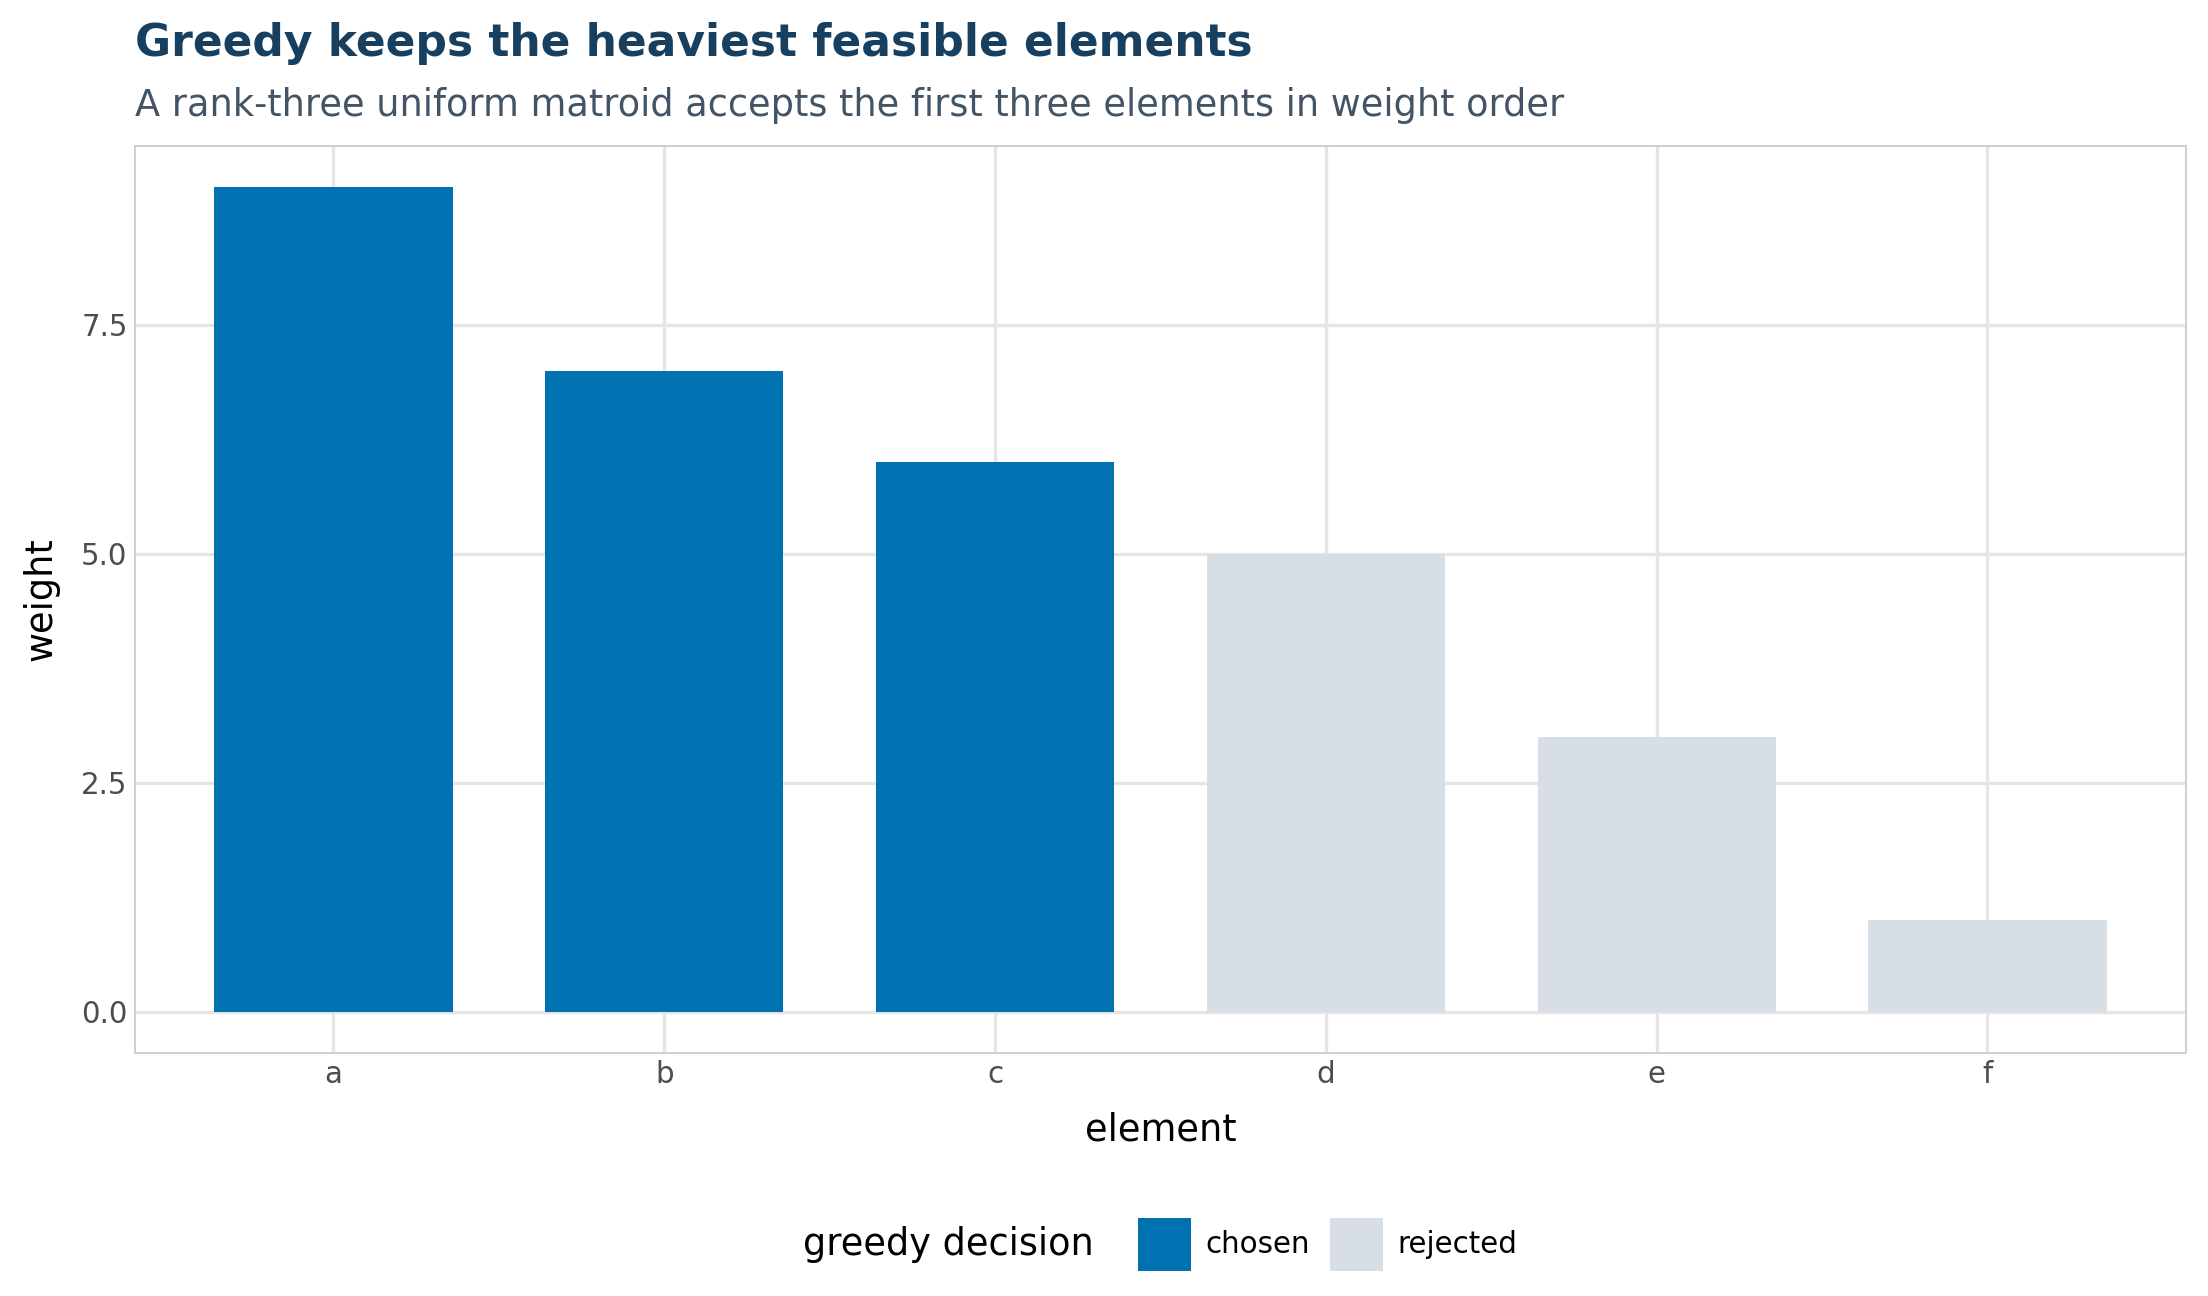 Greedy keeps the heaviest feasible elements
A rank-three uniform matroid accepts the first three elements in weight order
weight
7.5
5.0
2.5
0.0
a b c d e f
element
greedy decision chosen rejected